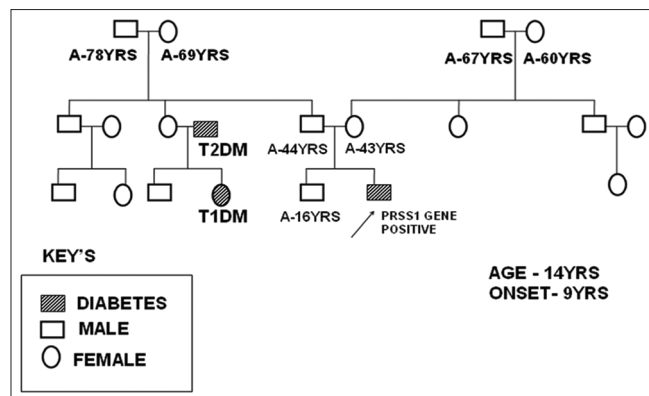 A-78YRS A-69YRS A-67YRS A-60YRS
T2DM A-44YRS A-43YRS
T1DM A-16YRS PRSS1 GENE
POSITIVE
KEY'S
DIABETES
MALE
FEMALE
AGE - 14YRS
ONSET- 9YRS